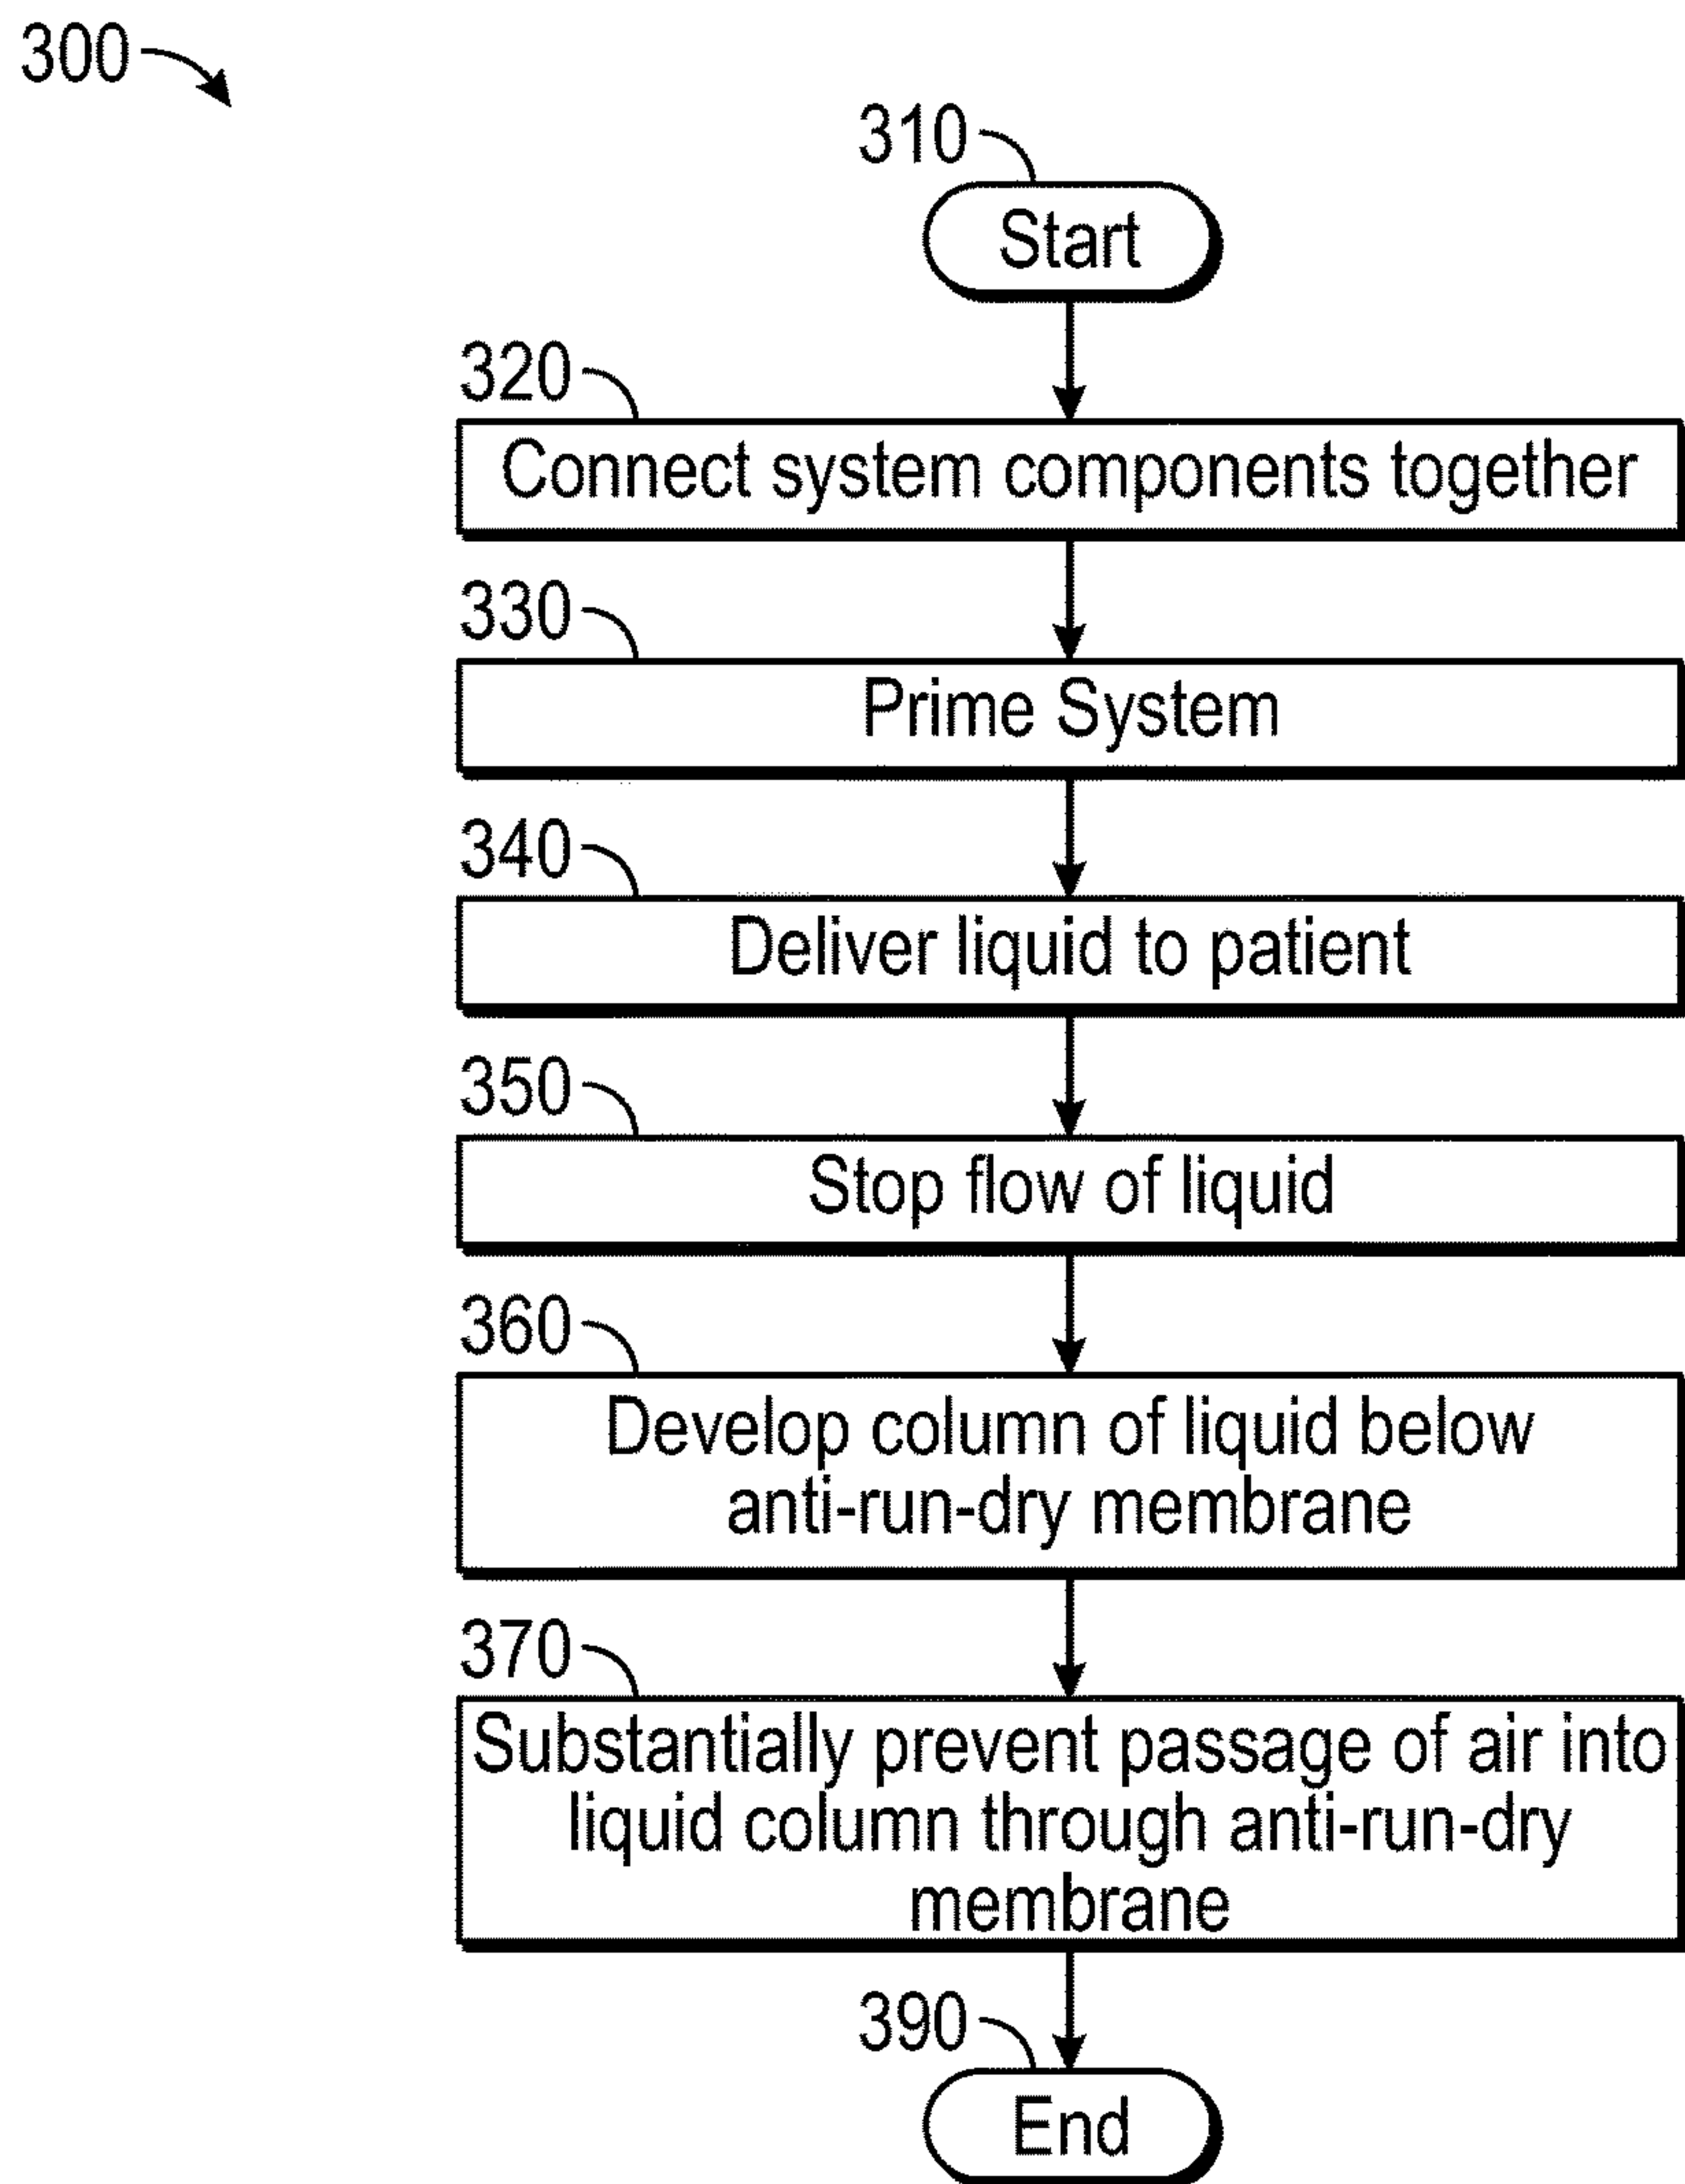 300
310
Start
320
Connect system components together
330
Prime System
340
Deliver liquid to patient
350
Stop flow of liquid
360
Develop column of liquid below
anti-run-dry membrane
370
Substantially prevent passage of air into
liquid column through anti-run-dry
membrane
390
End